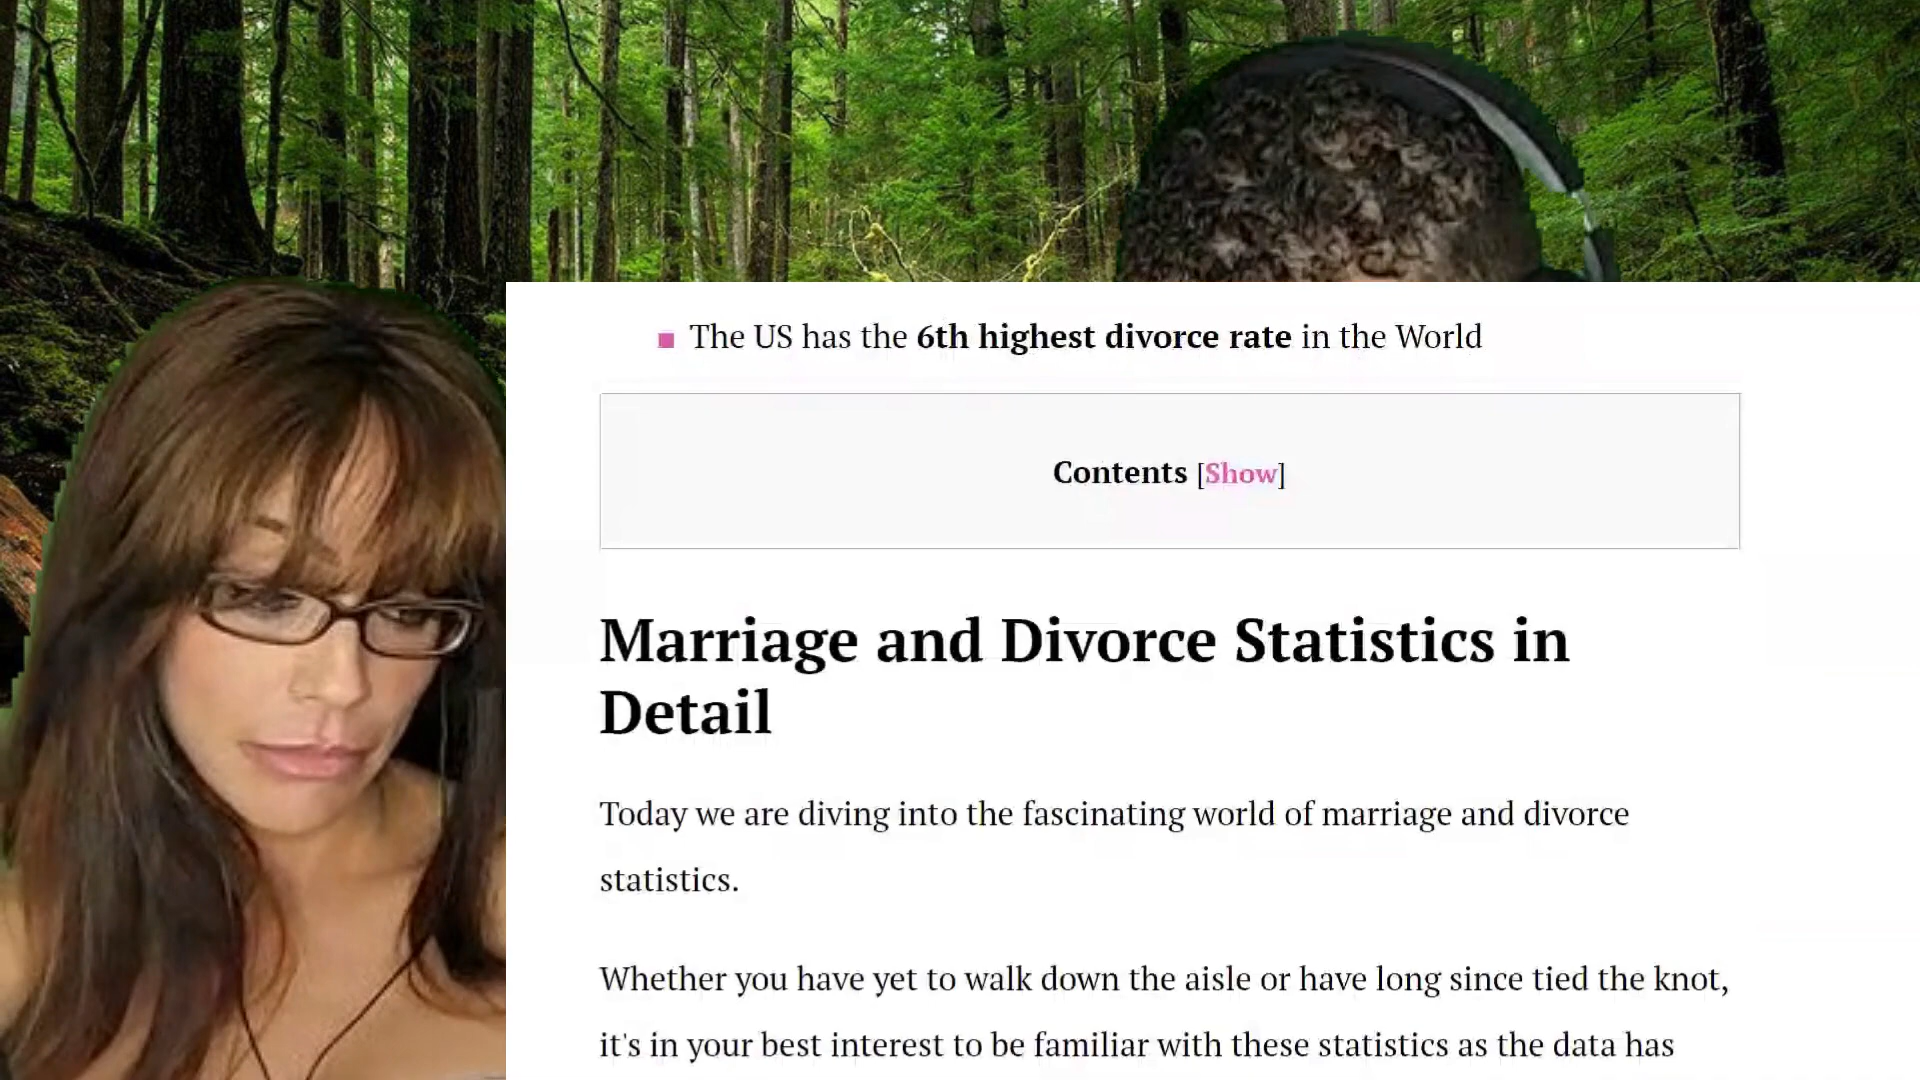 The US has the 6th highest divorce rate in the World
Contents [Show]
Marriage and Divorce Statistics in
Detail
Today we are diving into the fascinating world of marriage and divorce
statistics.
Whether you have yet to walk down the aisle or have long since tied the knot,
it's in your best interest to be familiar with these statistics as the data has